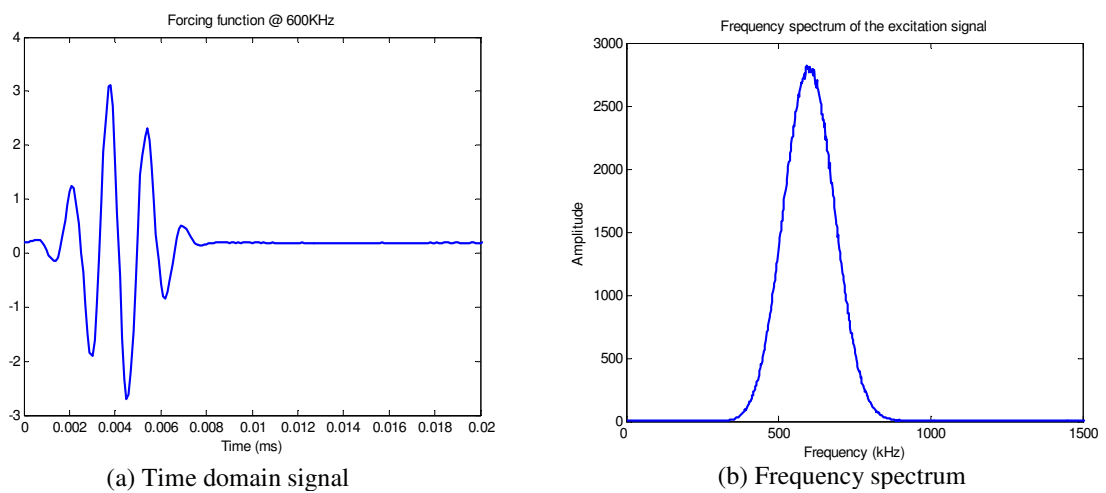 Forcing function @ 600KHz
4
3
2
1
0
-1
-2
-3
0 0.002 0.004 0.006 0.008 0.01 0.012 0.014 0.016 0.018 0.02
Time (ms)
(a) Time domain signal
Frequency spectrum of the excitation signal
3000
2500
2000
1500
1000
500
0
Amplitude
0 500 1000 1500
Frequency (kHz)
(b) Frequency spectrum